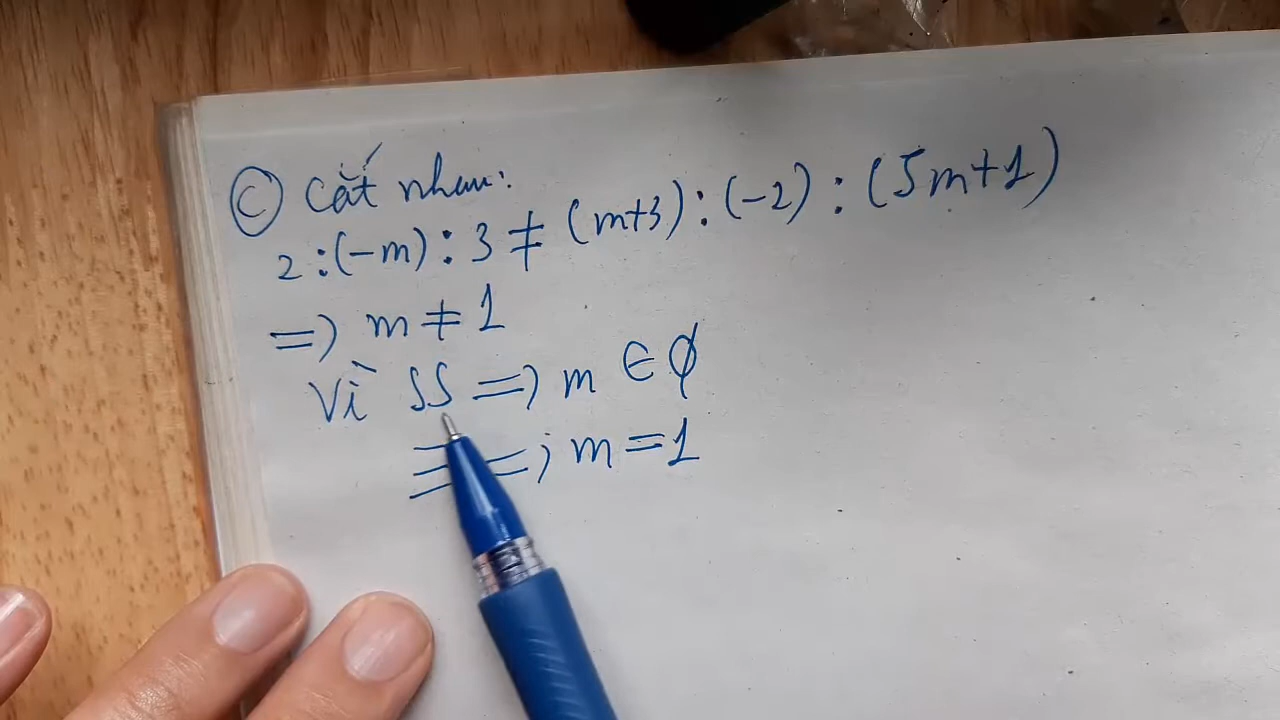 Ⓒ Cắt nhau:
2:(-m):3 ≠ (m+3):(-2):(5m+1)
=> m ≠ 1
Vì SS => m ∈ ∅
≡ => m = 1